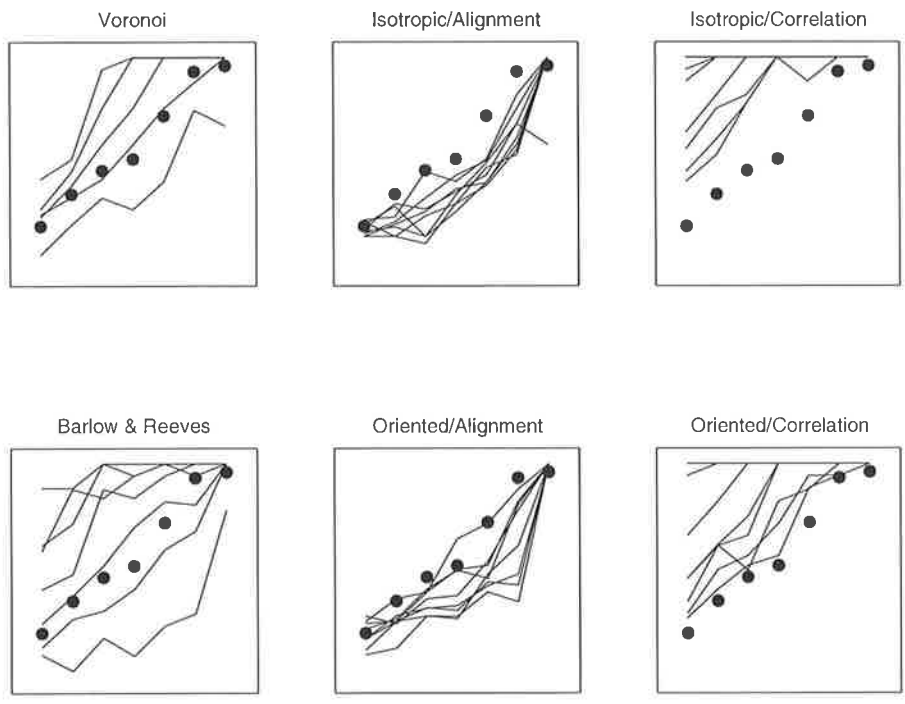 Voronoi
Isotropic/Alignment
Isotropic/Correlation
Barlow & Reeves
Oriented/Alignment
Oriented/Correlation